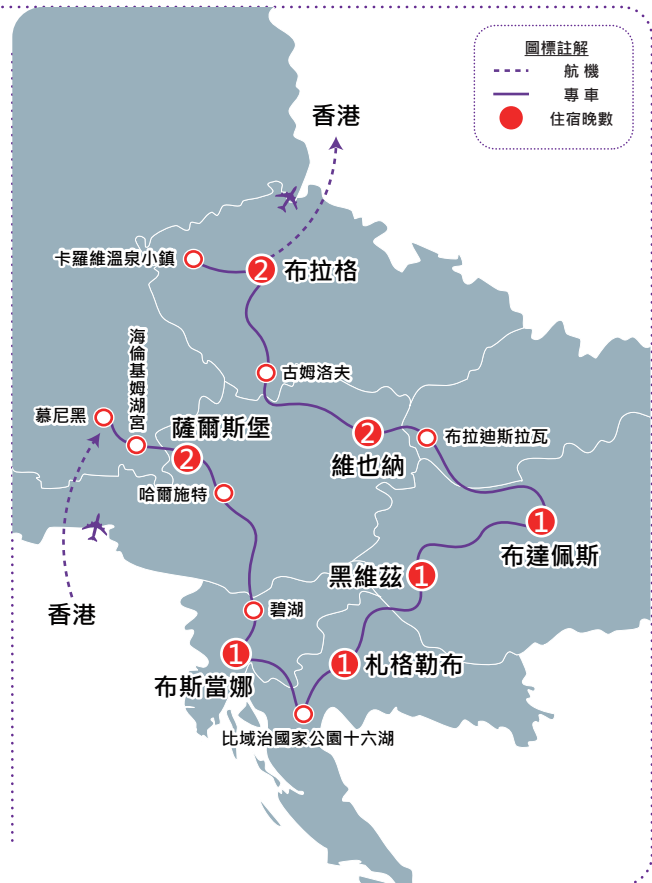 圖標註解
航機
專車
住宿晚數
香港
卡羅維溫泉小鎮
2
布拉格
海倫基姆湖宮
古姆洛夫
慕尼黑
薩爾斯堡
2
2
維也納
布拉迪斯拉瓦
哈爾施特
1
布達佩斯
黑維茲
1
香港
碧湖
1
布斯當娜
1
札格勒布
比域治國家公園十六湖